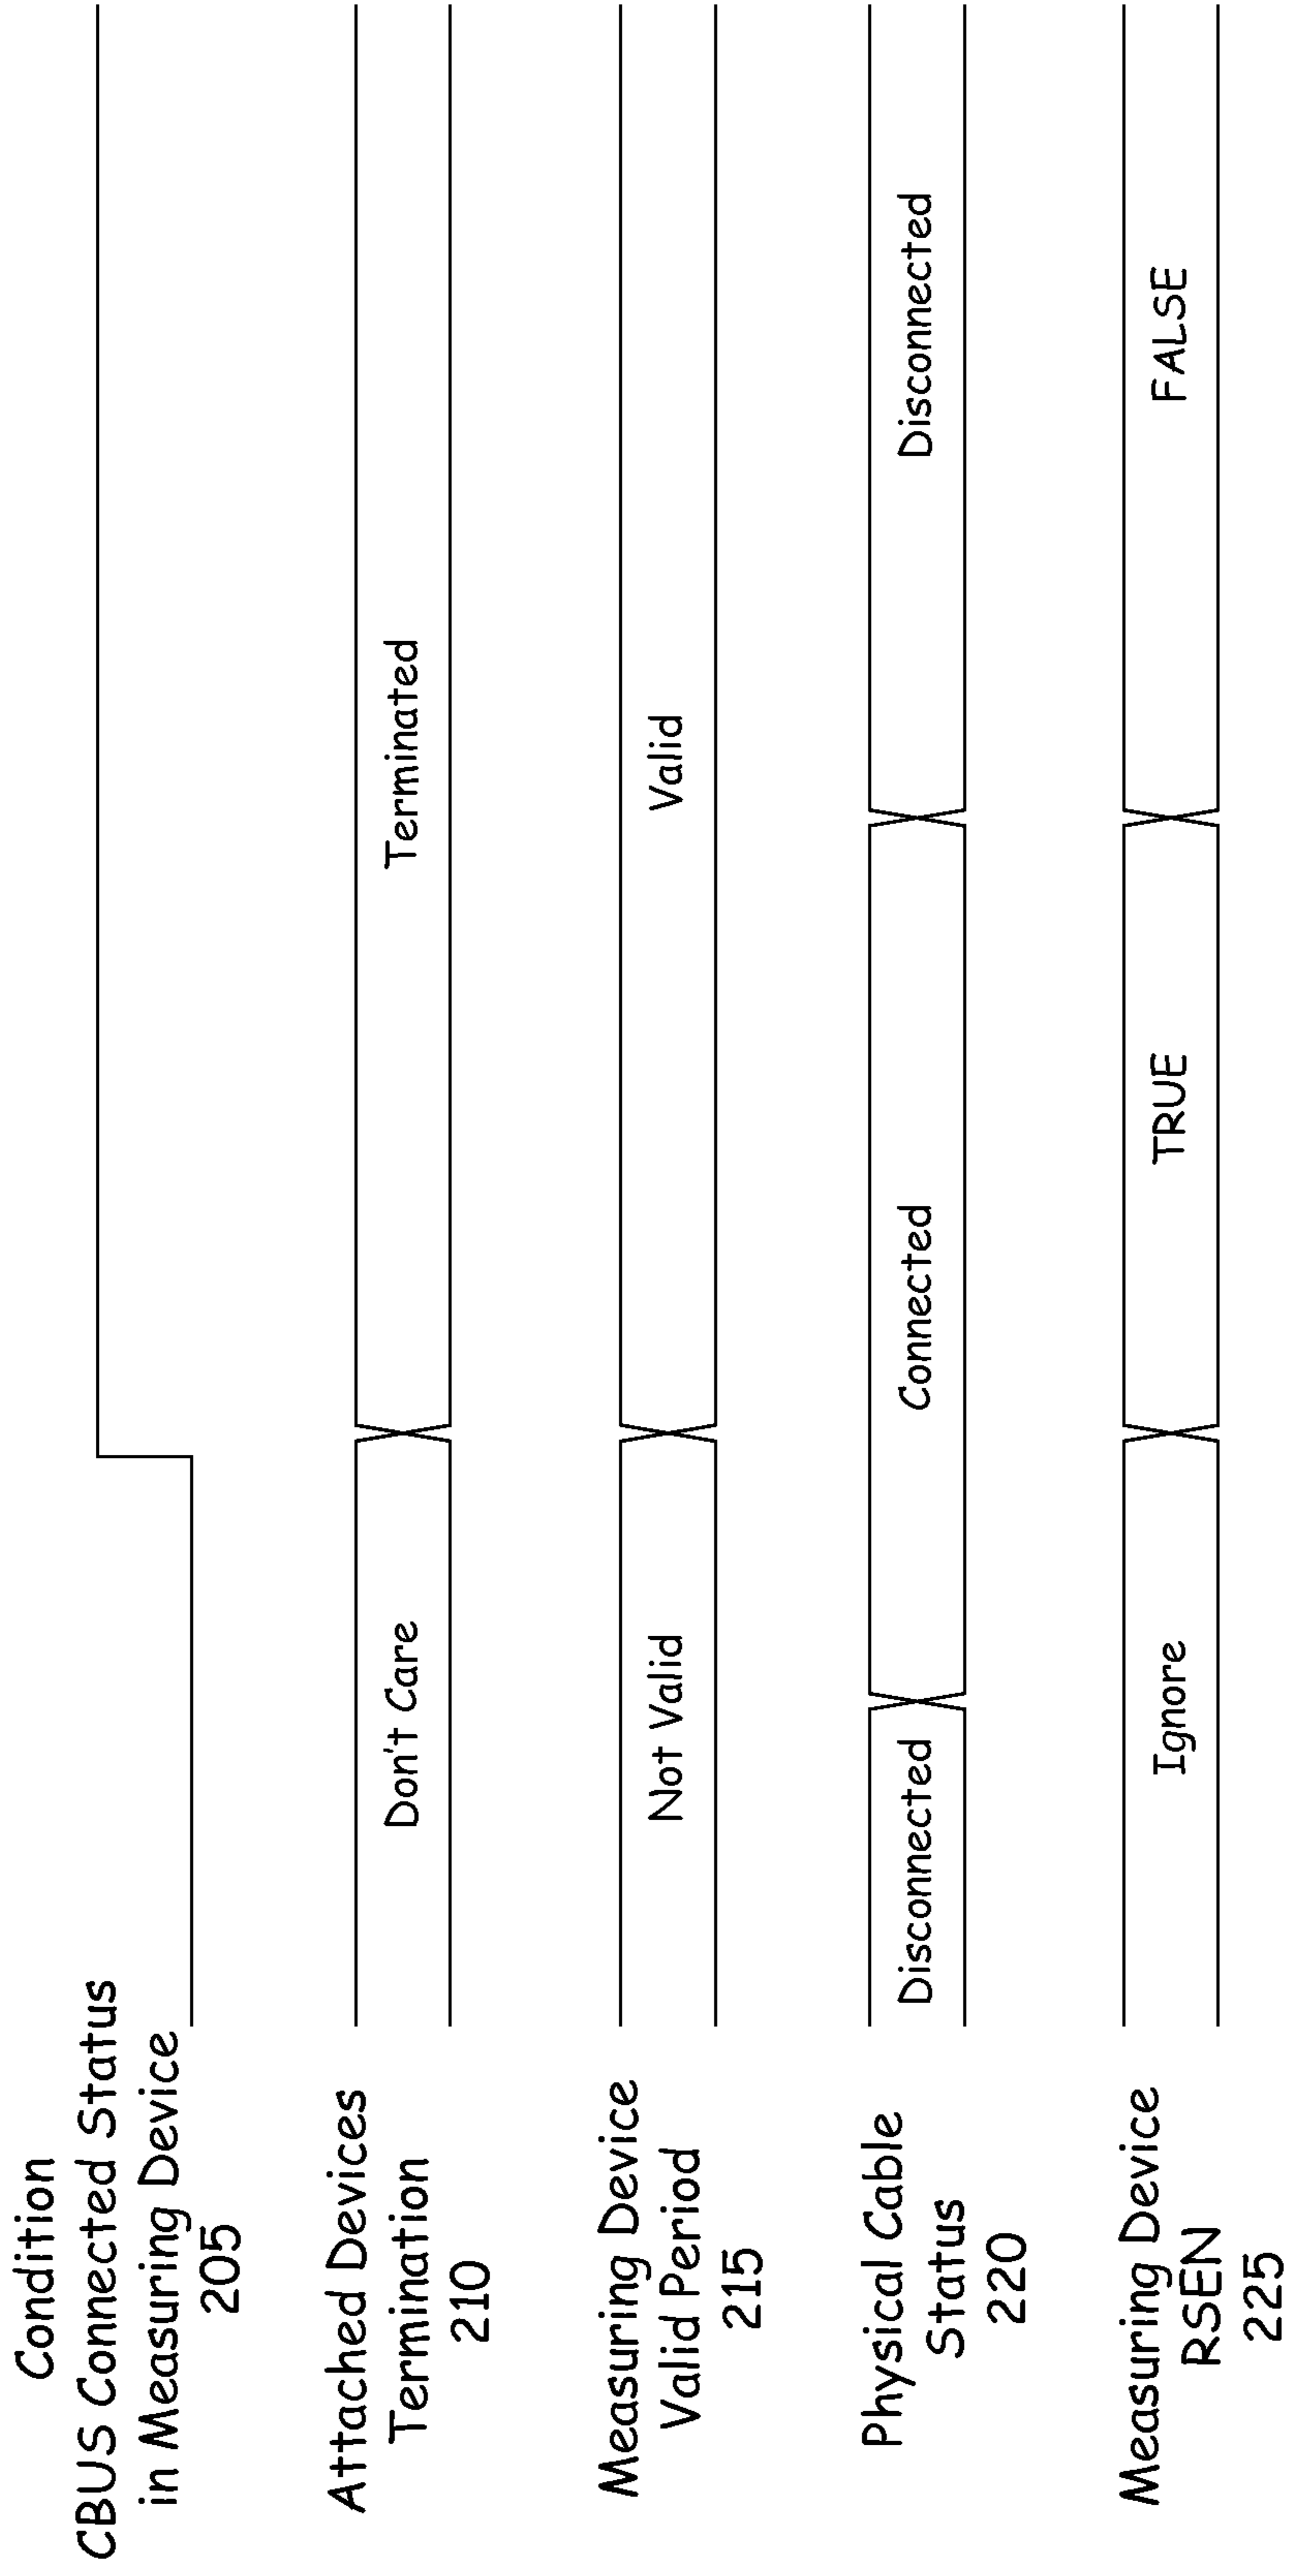 Condition
CBUS Connected Status
in Measuring Device
205
Attached Devices
Termination
210
Don't Care
Terminated
Measuring Device
Valid Period
215
Not Valid
Valid
Physical Cable
Status
220
Disconnected
Connected
Disconnected
Measuring Device
RSEN
225
Ignore
TRUE
FALSE